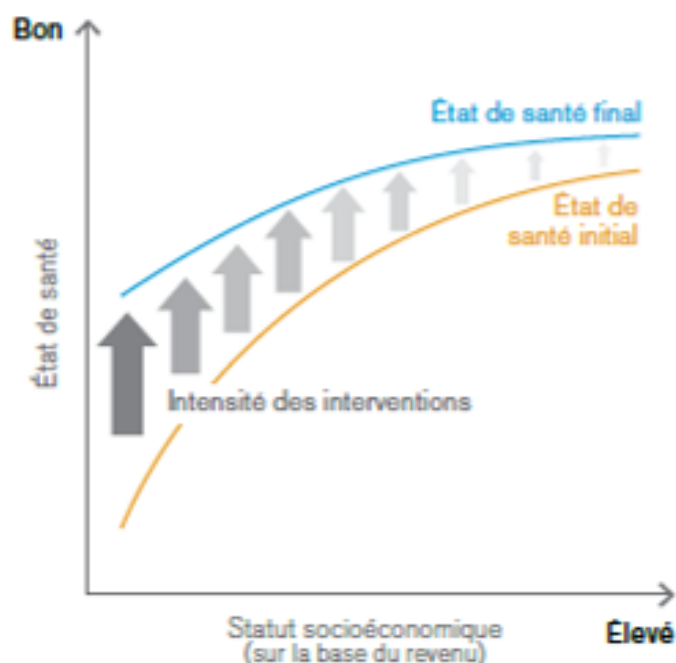 Bon
État de santé final
État de
santé initial
État de santé
Intensité des interventions
Statut socioéconomique
(sur la base du revenu)
Élevé